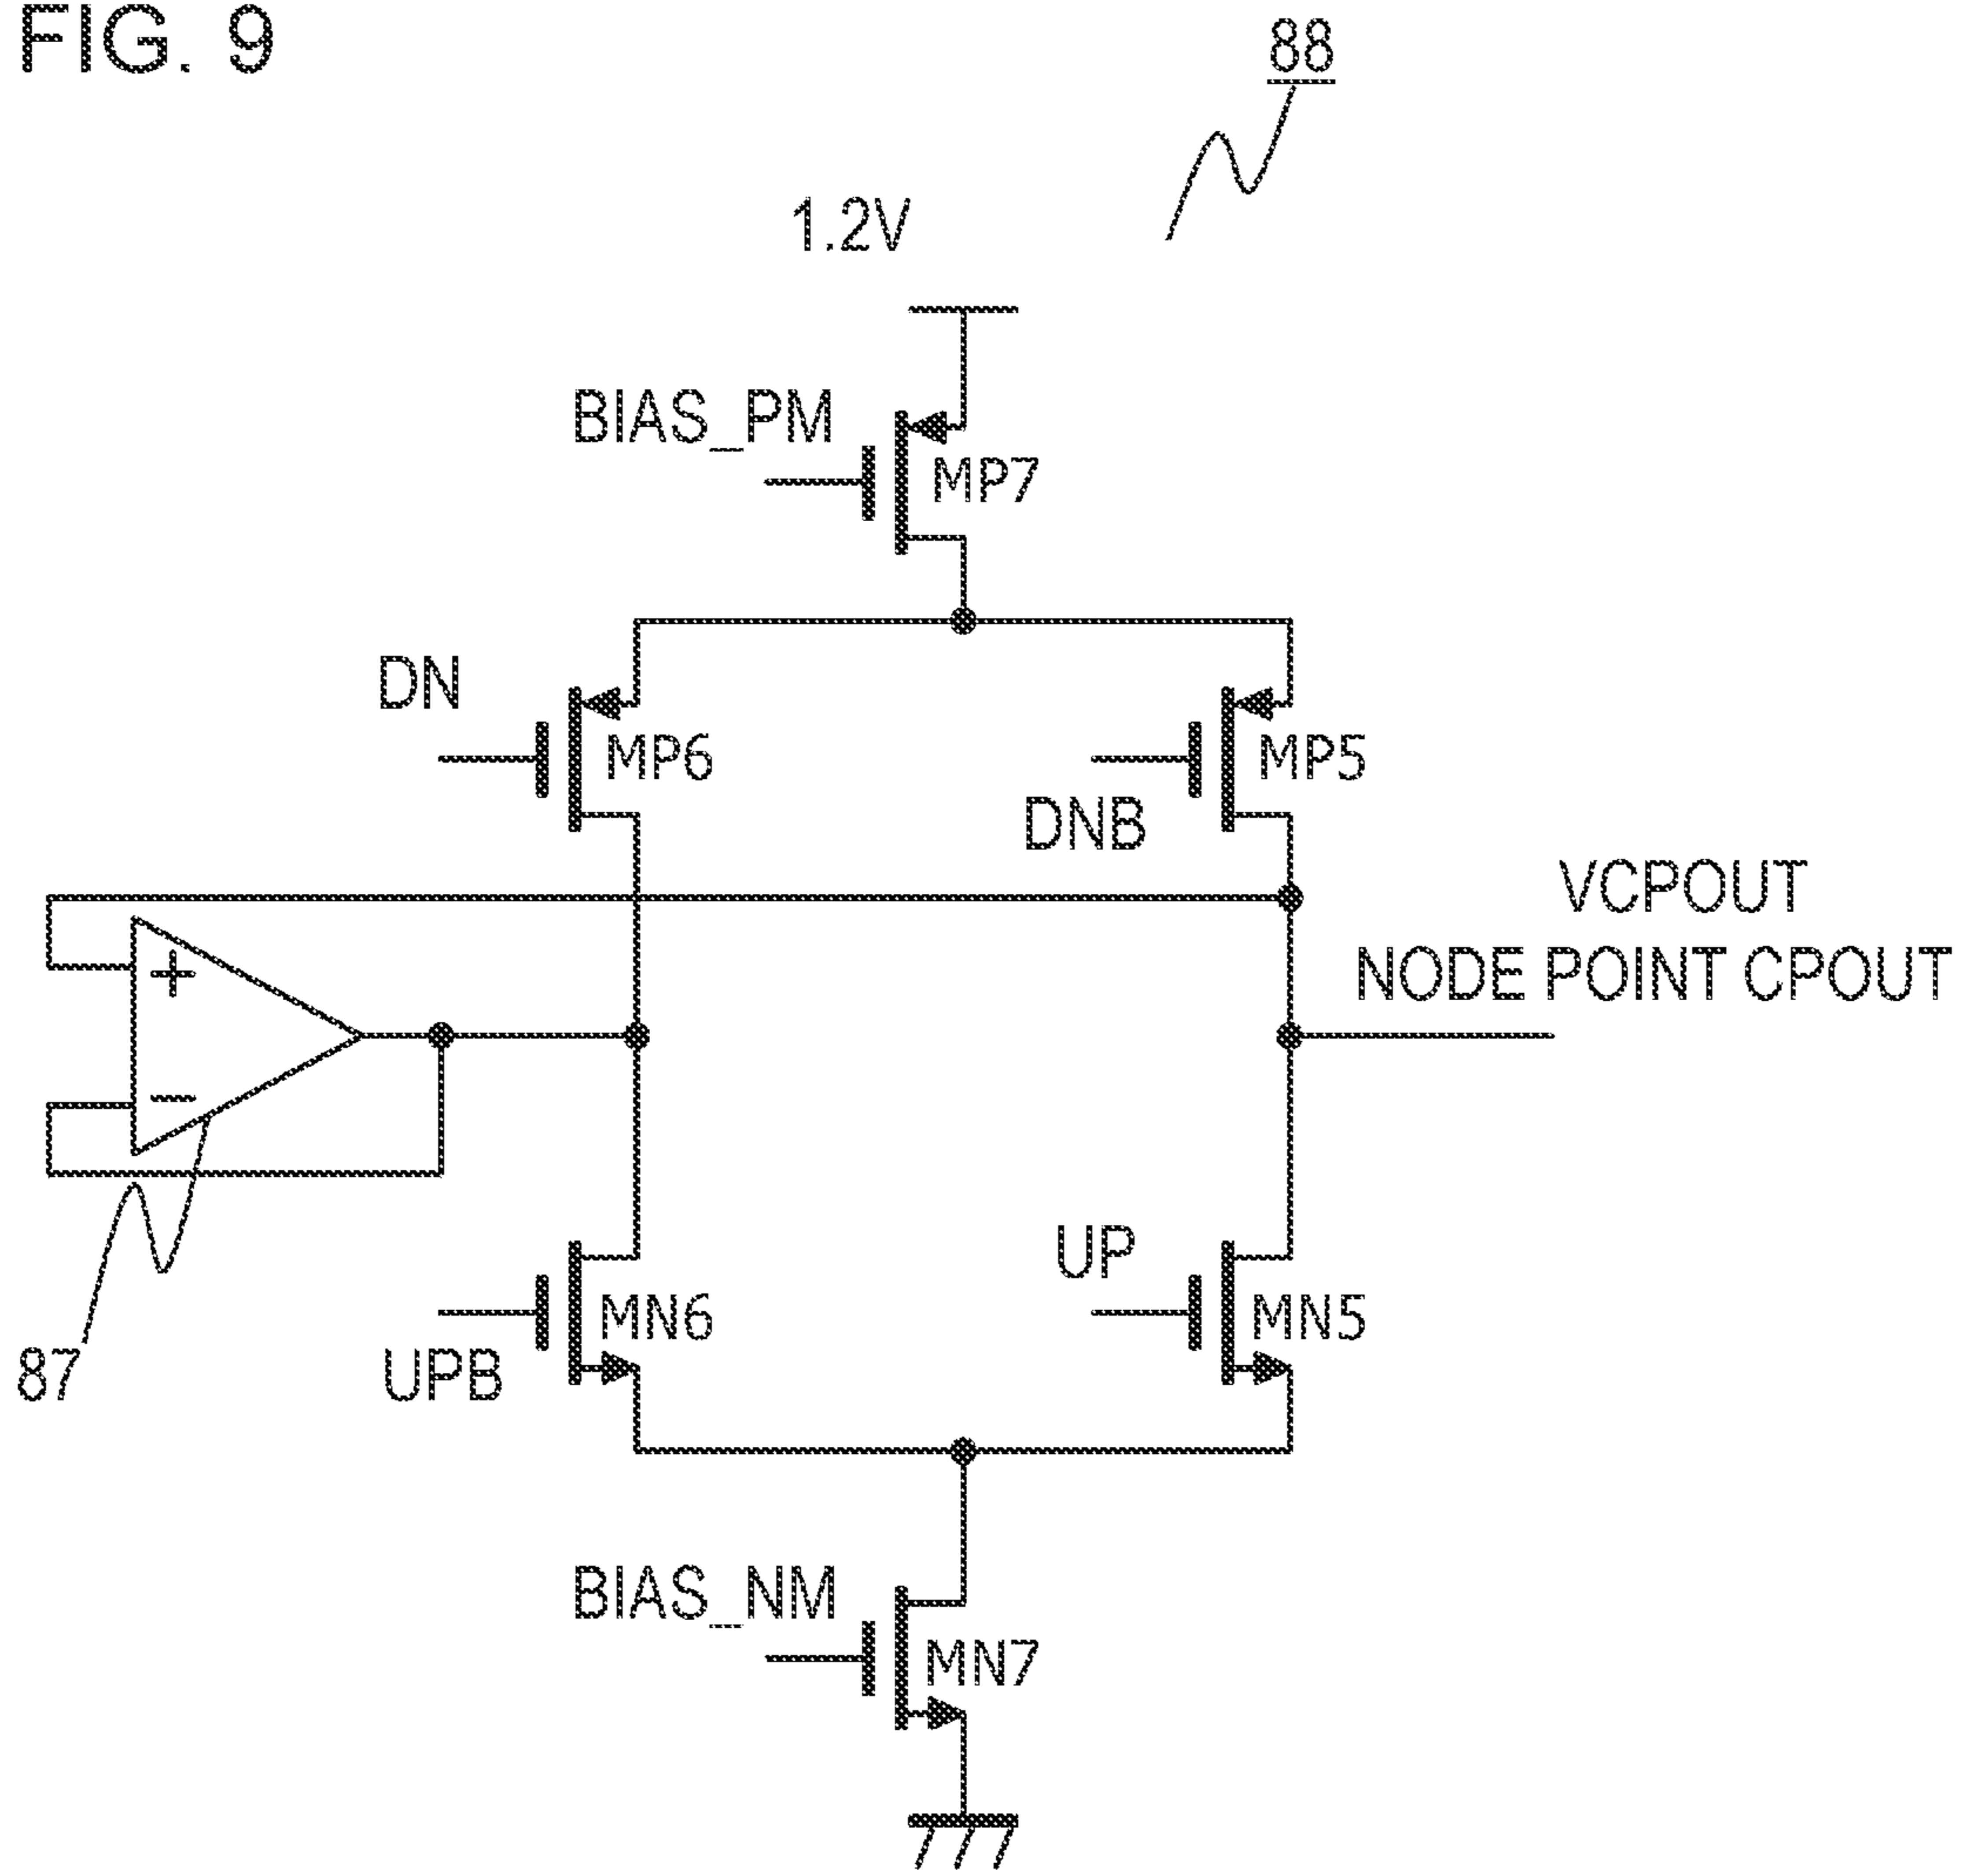 FIG. 9
88
1.2V
BIAS_PM
MP7
DN
MP6
MP5
DNB
VCPOUT
NODE POINT CPOUT
+
−
UP
MN6
MN5
UPB
87
BIAS_NM
MN7